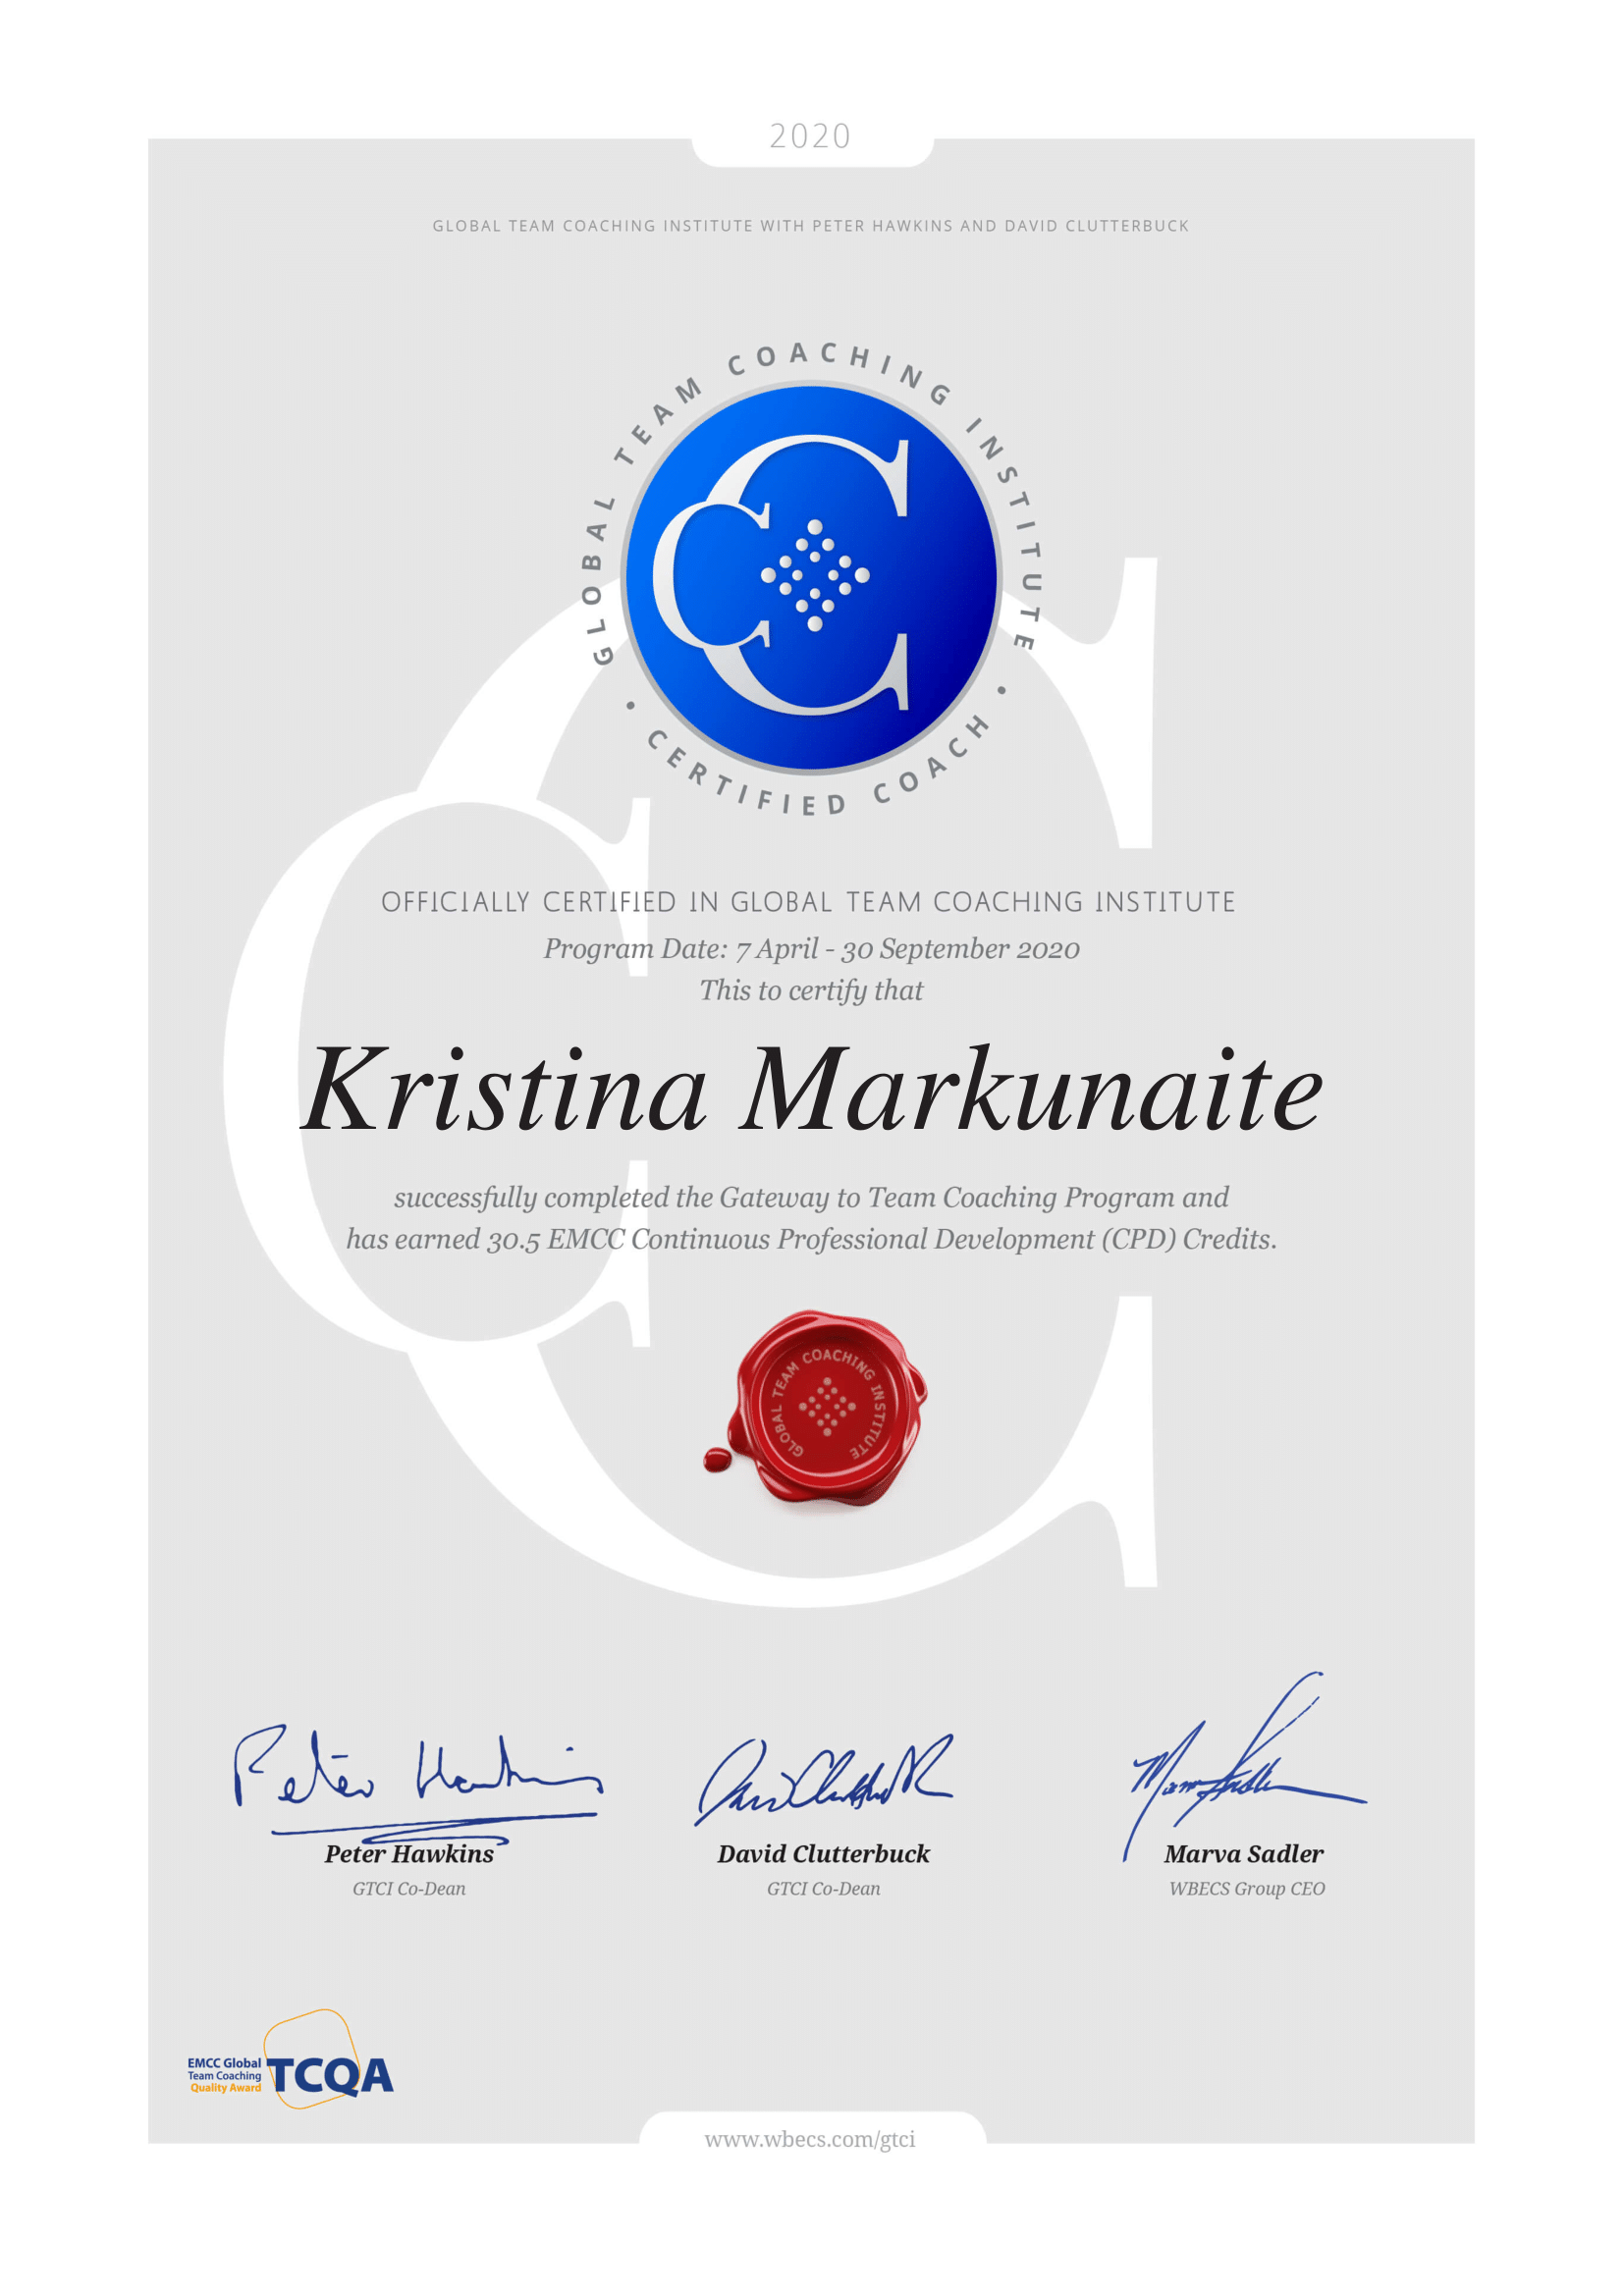 2020
GLOBAL TEAM COACHING INSTITUTE WITH PETER HAWKINS AND DAVID CLUTTERBUCK
GLOBAL TEAM COACHING INSTITUTE
• CERTIFIED COACH •
OFFICIALLY CERTIFIED IN GLOBAL TEAM COACHING INSTITUTE
Program Date: 7 April - 30 September 2020
This to certify that
Kristina Markunaite
successfully completed the Gateway to Team Coaching Program and
has earned 30.5 EMCC Continuous Professional Development (CPD) Credits.
GLOBAL TEAM COACHING INSTITUTE
Peter Hawkins
Peter Hawkins
GTCI Co-Dean
David Clutterbuck
GTCI Co-Dean
Marva Sadler
WBECS Group CEO
EMCC Global
Team Coaching
Quality Award
TCQA
www.wbecs.com/gtci